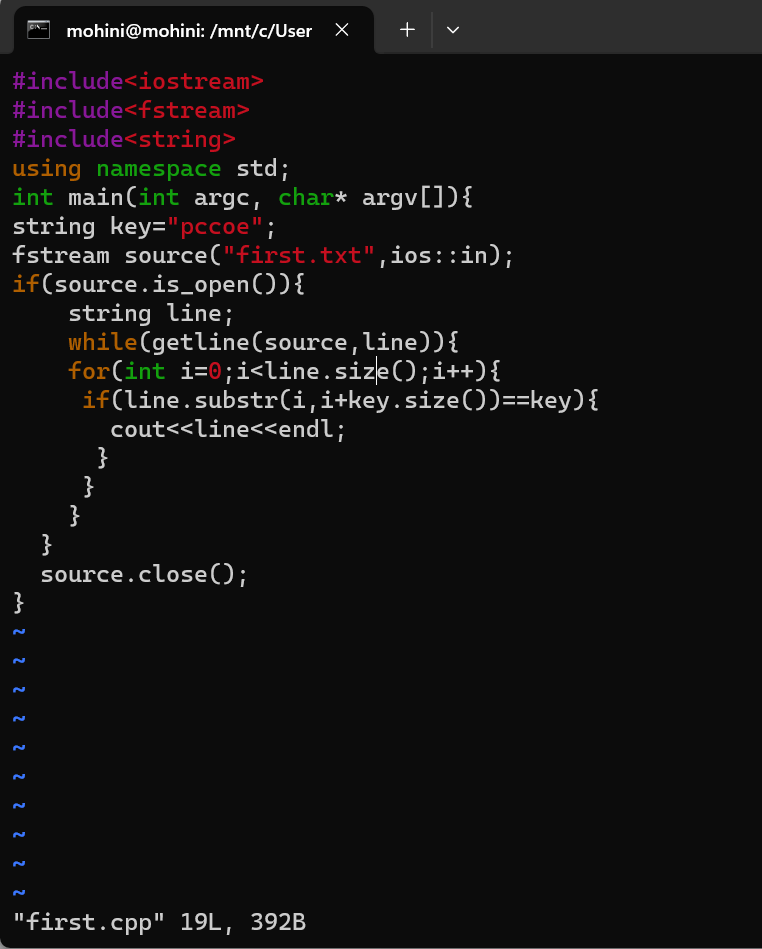 mohini@mohini: /mnt/c/User
#include<iostream>
#include<fstream>
#include<string>
using namespace std;
int main(int argc, char* argv[]){
string key="pccoe";
fstream source("first.txt",ios::in);
if(source.is_open()){
    string line;
    while(getline(source,line)){
    for(int i=0;i<line.size();i++){
     if(line.substr(i,i+key.size())==key){
       cout<<line<<endl;
      }
     }
    }
  }
  source.close();
}
~
~
~
~
~
~
~
~
~
~
"first.cpp" 19L, 392B